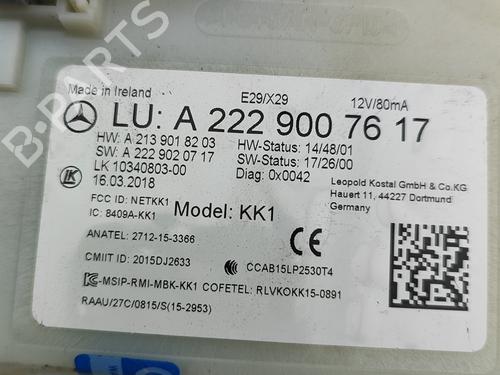 Made in Ireland E29/X29 12V/80mA
LU: A 222 900 76 17
HW: A 213 901 82 03 HW-Status: 14/48/01
SW: A 222 902 07 17 SW-Status: 17/26/00
LK 10340803-00 Diag: 0x0042
LK 16.03.2018
Leopold Kostal GmbH & Co.KG
Hauert 11, 44227 Dortmund
Germany
FCC ID: NETKK1
IC: 8409A-KK1 Model: KK1
ANATEL: 2712-15-3366 CE
CMIIT ID: 2015DJ2633 CCAB15LP2530T4
-MSIP-RMI-MBK-KK1 COFETEL: RLVKOKK15-0891
RAAU/27C/0815/S(15-2953)
B-PARTS